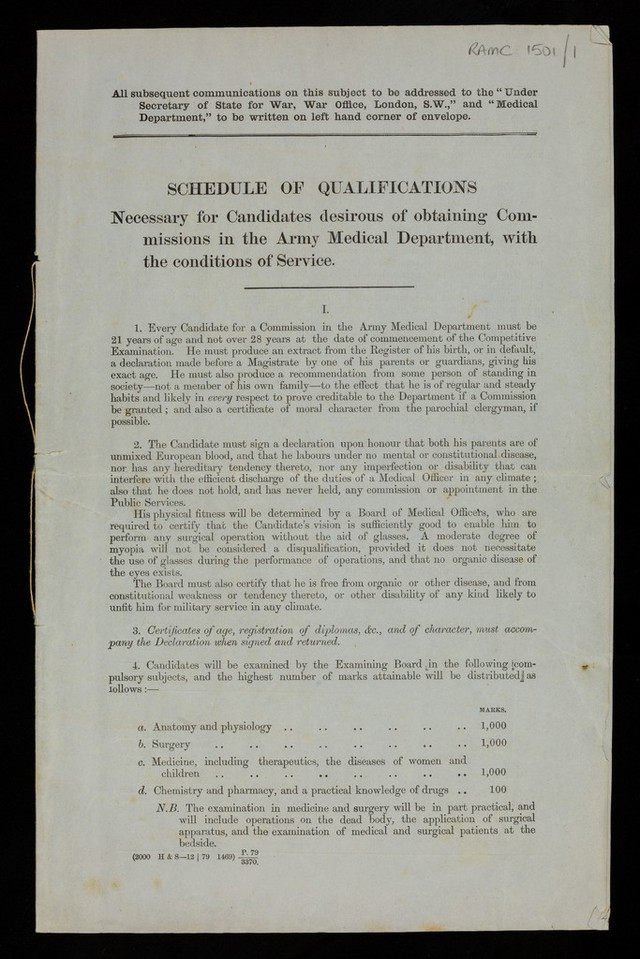 RAMC 1501/1
All subsequent communications on this subject to be addressed to the "Under
Secretary of State for War, War Office, London, S.W.," and "Medical
Department," to be written on left hand corner of envelope.
SCHEDULE OF QUALIFICATIONS
Necessary for Candidates desirous of obtaining Com-
missions in the Army Medical Department, with
the conditions of Service.
I.
1. Every Candidate for a Commission in the Army Medical Department must be
21 years of age and not over 28 years at the date of commencement of the Competitive
Examination. He must produce an extract from the Register of his birth, or in default,
a declaration made before a Magistrate by one of his parents or guardians, giving his
exact age. He must also produce a recommendation from some person of standing in
society—not a member of his own family—to the effect that he is of regular and steady
habits and likely in every respect to prove creditable to the Department if a Commission
be granted; and also a certificate of moral character from the parochial clergyman, if
possible.
2. The Candidate must sign a declaration upon honour that both his parents are of
unmixed European blood, and that he labours under no mental or constitutional disease,
nor has any hereditary tendency thereto, nor any imperfection or disability that can
interfere with the efficient discharge of the duties of a Medical Officer in any climate;
also that he does not hold, and has never held, any commission or appointment in the
Public Services.
His physical fitness will be determined by a Board of Medical Officers, who are
required to certify that the Candidate's vision is sufficiently good to enable him to
perform any surgical operation without the aid of glasses. A moderate degree of
myopia will not be considered a disqualification, provided it does not necessitate
the use of glasses during the performance of operations, and that no organic disease of
the eyes exists.
The Board must also certify that he is free from organic or other disease, and from
constitutional weakness or tendency thereto, or other disability of any kind likely to
unfit him for military service in any climate.
3. Certificates of age, registration of diplomas, &c., and of character, must accom-
pany the Declaration when signed and returned.
4. Candidates will be examined by the Examining Board in the following com-
pulsory subjects, and the highest number of marks attainable will be distributed as
follows:—
MARKS.
a. Anatomy and physiology .. .. .. .. .. .. 1,000
b. Surgery .. .. .. .. .. .. .. .. 1,000
c. Medicine, including therapeutics, the diseases of women and
children .. .. .. .. .. .. .. .. 1,000
d. Chemistry and pharmacy, and a practical knowledge of drugs .. 100
N.B. The examination in medicine and surgery will be in part practical, and
will include operations on the dead body, the application of surgical
apparatus, and the examination of medical and surgical patients at the
bedside.
(2000 H & S—12 | 79 1469) P. 79
3370.